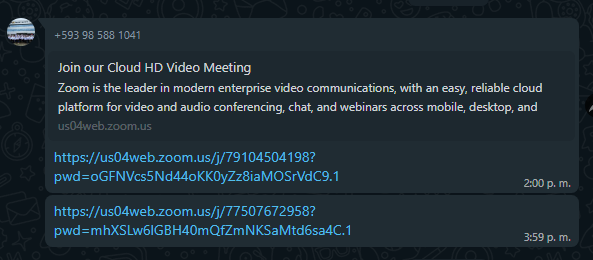 +593 98 588 1041
Join our Cloud HD Video Meeting
Zoom is the leader in modern enterprise video communications, with an easy, reliable cloud
platform for video and audio conferencing, chat, and webinars across mobile, desktop, and
us04web.zoom.us
https://us04web.zoom.us/j/79104504198?
pwd=oGFNVcs5Nd44oKK0yZz8iaMOSrVdC9.1
2:00 p. m.
https://us04web.zoom.us/j/77507672958?
pwd=mhXSLw6lGBH40mQfZmNKSaMtd6sa4C.1
3:59 p. m.